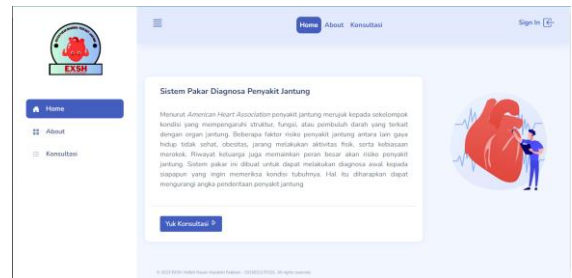 Home About Konsultasi
Sign In
EXSH
Home
About
Konsultasi
Sistem Pakar Diagnosa Penyakit Jantung
Menurut American Heart Association penyakit jantung merujuk kepada sekelompok
kondisi yang mempengaruhi struktur, fungsi, atau pembuluh darah yang terkait
dengan organ jantung. Beberapa faktor risiko penyakit jantung antara lain gaya
hidup tidak sehat, obesitas, jarang melakukan aktivitas fisik, serta kebiasaan
merokok. Riwayat keluarga juga memainkan peran besar akan risiko penyakit
jantung. Sistem pakar ini dibuat untuk dapat melakukan diagnosa awal kepada
siapapun yang ingin memeriksa kondisi tubuhnya. Hal itu diharapkan dapat
mengurangi angka penderitaan penyakit jantung
Yuk Konsultasi